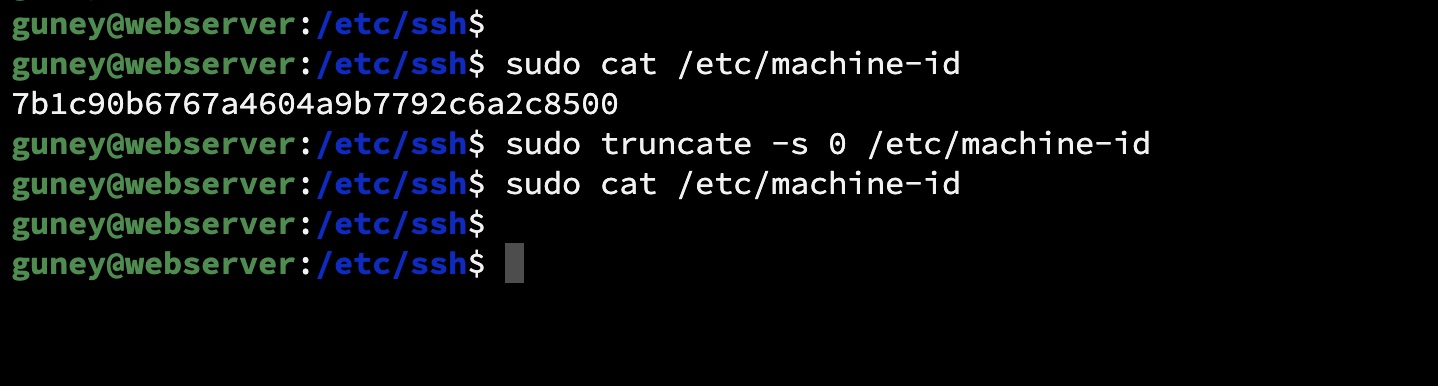 guney@webserver:/etc/ssh$
guney@webserver:/etc/ssh$ sudo cat /etc/machine-id
7b1c90b6767a4604a9b7792c6a2c8500
guney@webserver:/etc/ssh$ sudo truncate -s 0 /etc/machine-id
guney@webserver:/etc/ssh$ sudo cat /etc/machine-id
guney@webserver:/etc/ssh$
guney@webserver:/etc/ssh$